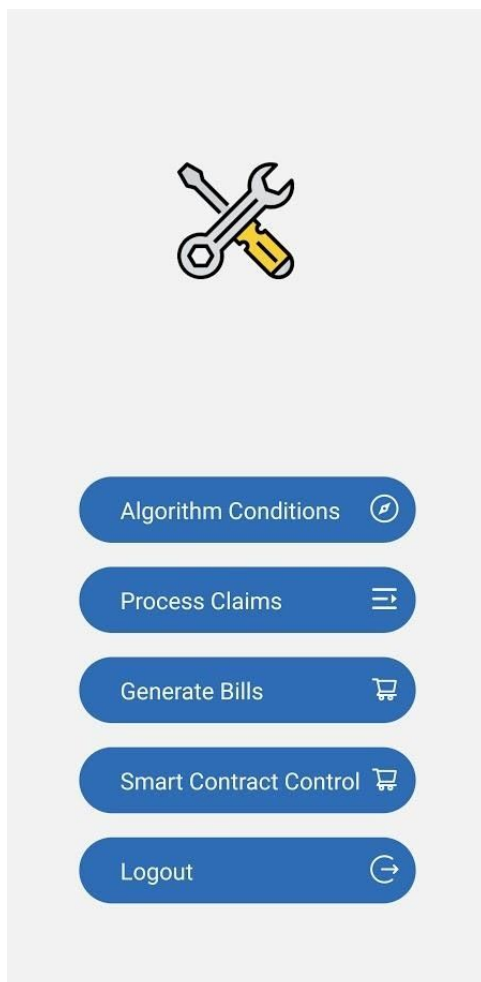 Algorithm Conditions
Process Claims
Generate Bills
Smart Contract Control
Logout